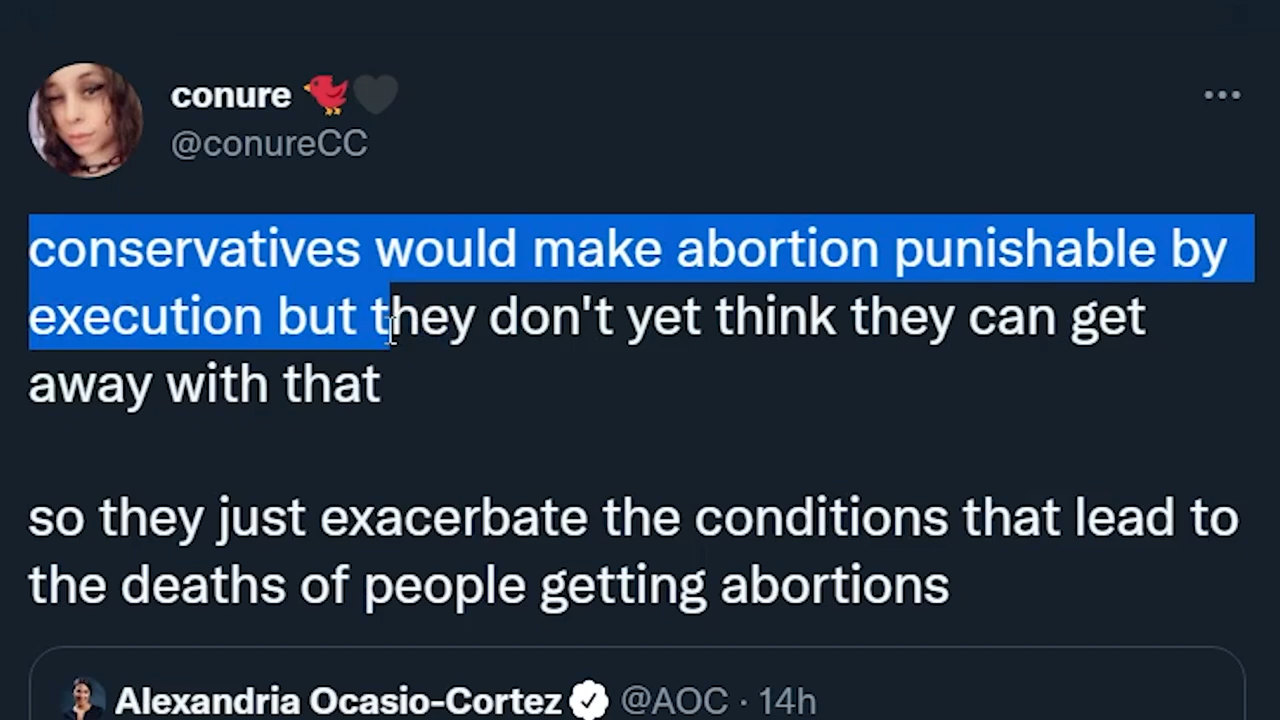 conure 🐦🖤
@conureCC
conservatives would make abortion punishable by
execution but they don't yet think they can get
away with that
so they just exacerbate the conditions that lead to
the deaths of people getting abortions
Alexandria Ocasio-Cortez @AOC · 14h